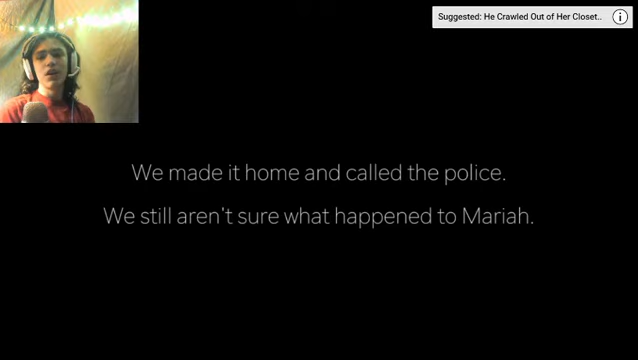 Suggested: He Crawled Out of Her Closet..
We made it home and called the police.
We still aren't sure what happened to Mariah.